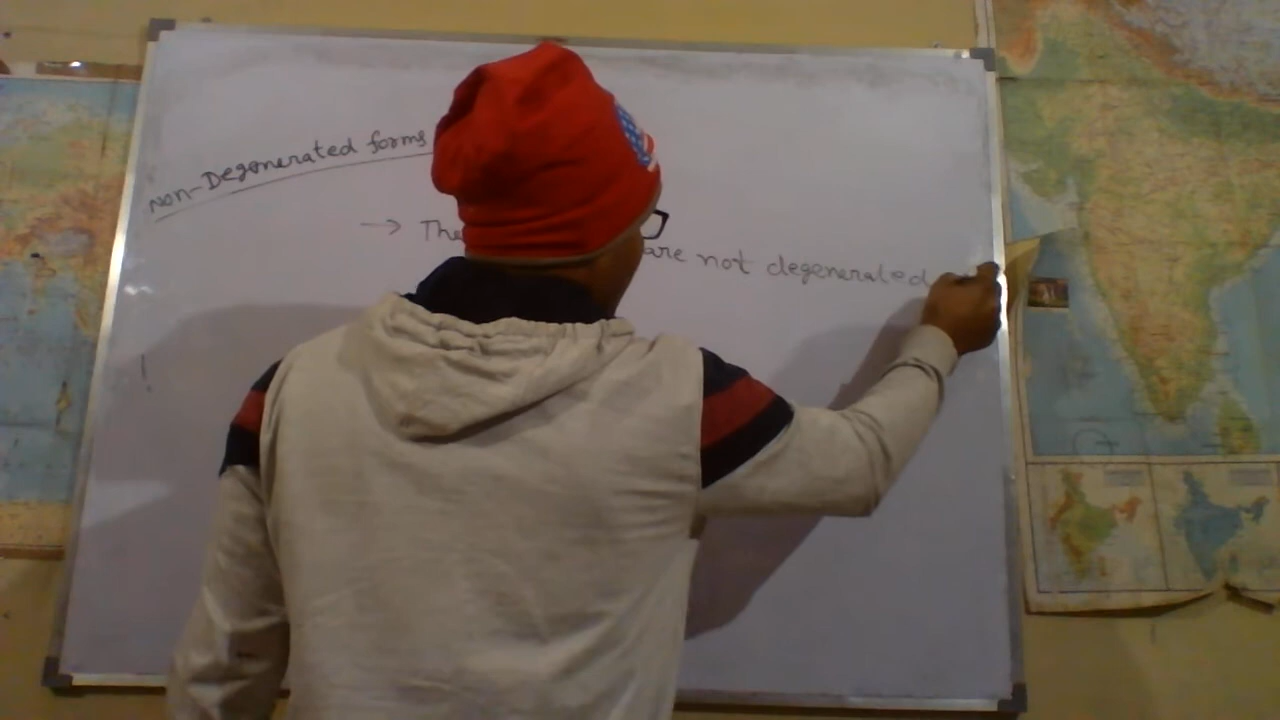 Non-Degenerated forms
→ The are not degenerated